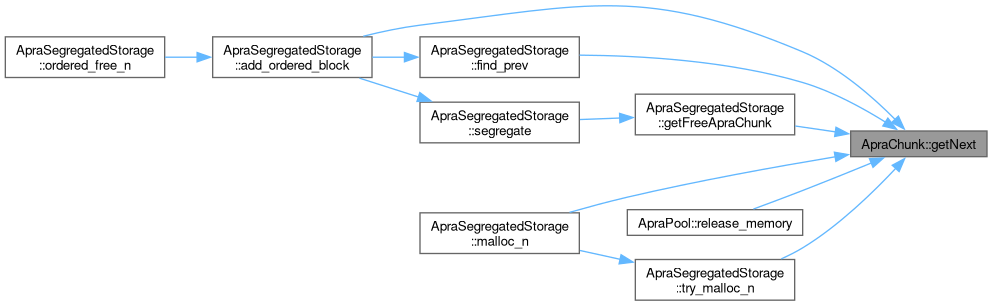 ApraSegregatedStorage
::ordered_free_n
ApraSegregatedStorage
::add_ordered_block
ApraSegregatedStorage
::find_prev
ApraSegregatedStorage
::segregate
ApraSegregatedStorage
::getFreeApraChunk
ApraChunk::getNext
ApraSegregatedStorage
::malloc_n
ApraPool::release_memory
ApraSegregatedStorage
::try_malloc_n